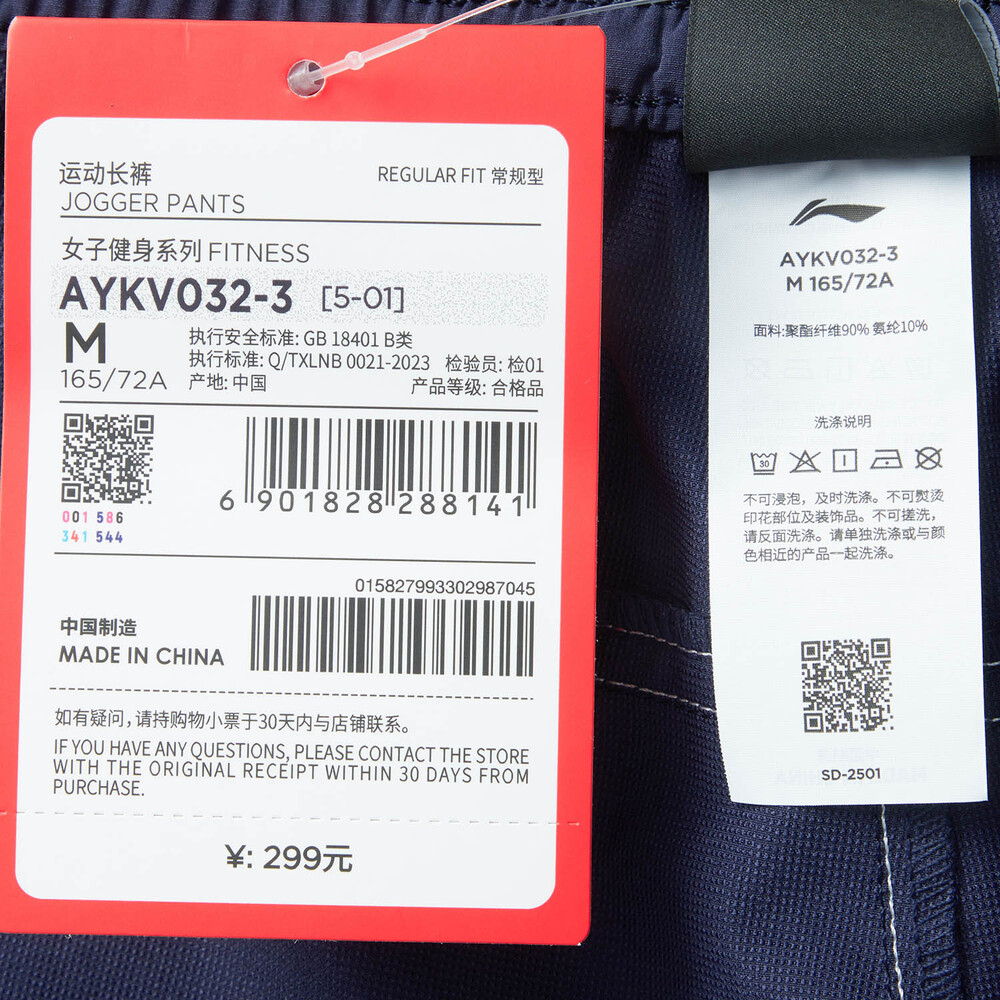 运动长裤
REGULAR FIT 常规型
JOGGER PANTS
女子健身系列 FITNESS
AYKV032-3 [5-01]
M
165/72A
执行安全标准: GB 18401 B类
执行标准: Q/TXLNB 0021-2023 检验员: 检01
产地: 中国 产品等级: 合格品
001 586
341 544
6 901828 288141
015827993302987045
中国制造
MADE IN CHINA
如有疑问,请持购物小票于30天内与店铺联系。
IF YOU HAVE ANY QUESTIONS, PLEASE CONTACT THE STORE
WITH THE ORIGINAL RECEIPT WITHIN 30 DAYS FROM
PURCHASE.
¥: 299元
AYKV032-3
M 165/72A
面料:聚酯纤维90% 氨纶10%
洗涤说明
30
不可浸泡，及时洗涤。不可熨烫
印花部位及装饰品。不可搓洗，
请反面洗涤。请单独洗涤或与颜
色相近的产品一起洗涤。
SD-2501